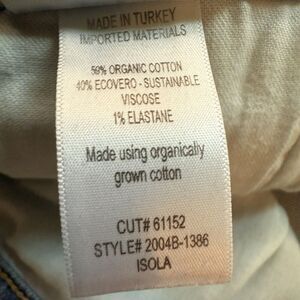 MADE IN TURKEY
IMPORTED MATERIALS
59% ORGANIC COTTON
40% ECOVERO - SUSTAINABLE
VISCOSE
1% ELASTANE
Made using organically
grown cotton
CUT# 61152
STYLE# 2004B-1386
ISOLA